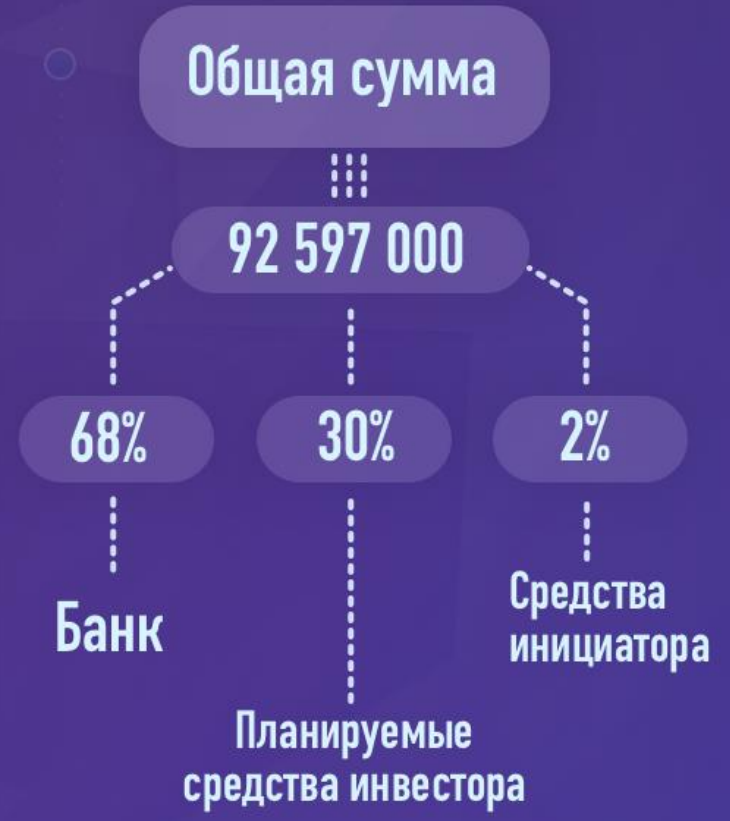 Общая сумма
92 597 000
68%
30%
2%
Банк
Средства
инициатора
Планируемые
средства инвестора